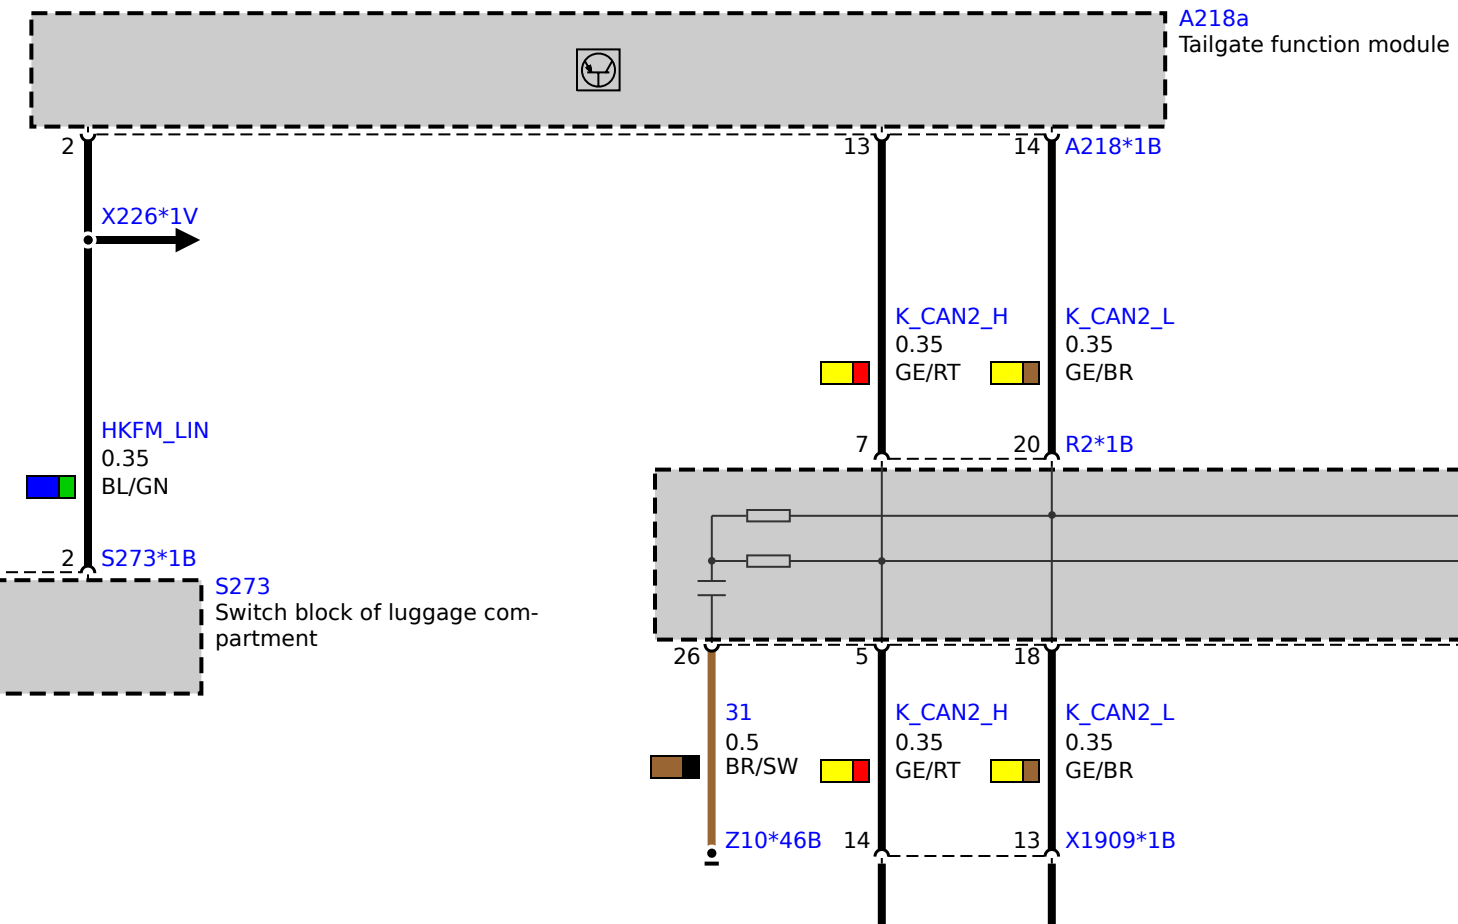 A218a
Tailgate function module
2
13
14
A218*1B
X226*1V
K_CAN2_H
K_CAN2_L
0.35
0.35
GE/RT
GE/BR
HKFM_LIN
0.35
BL/GN
7
20
R2*1B
2
S273*1B
S273
Switch block of luggage com-
partment
26
5
18
31
K_CAN2_H
K_CAN2_L
0.5
0.35
0.35
BR/SW
GE/RT
GE/BR
Z10*46B
14
13
X1909*1B